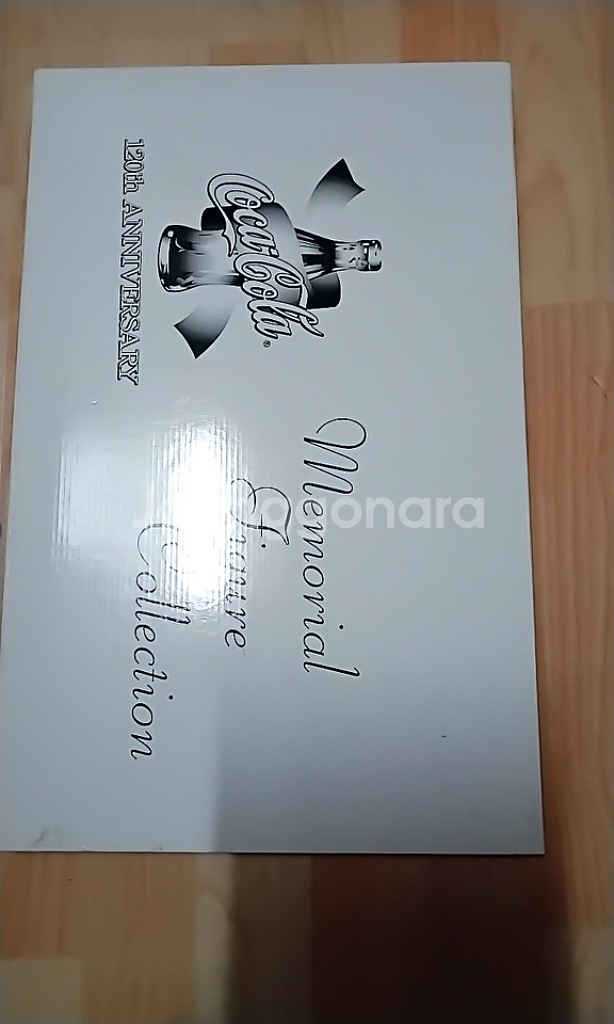 Coca-Cola®
120th ANNIVERSARY
Memorial
Figure
Collection